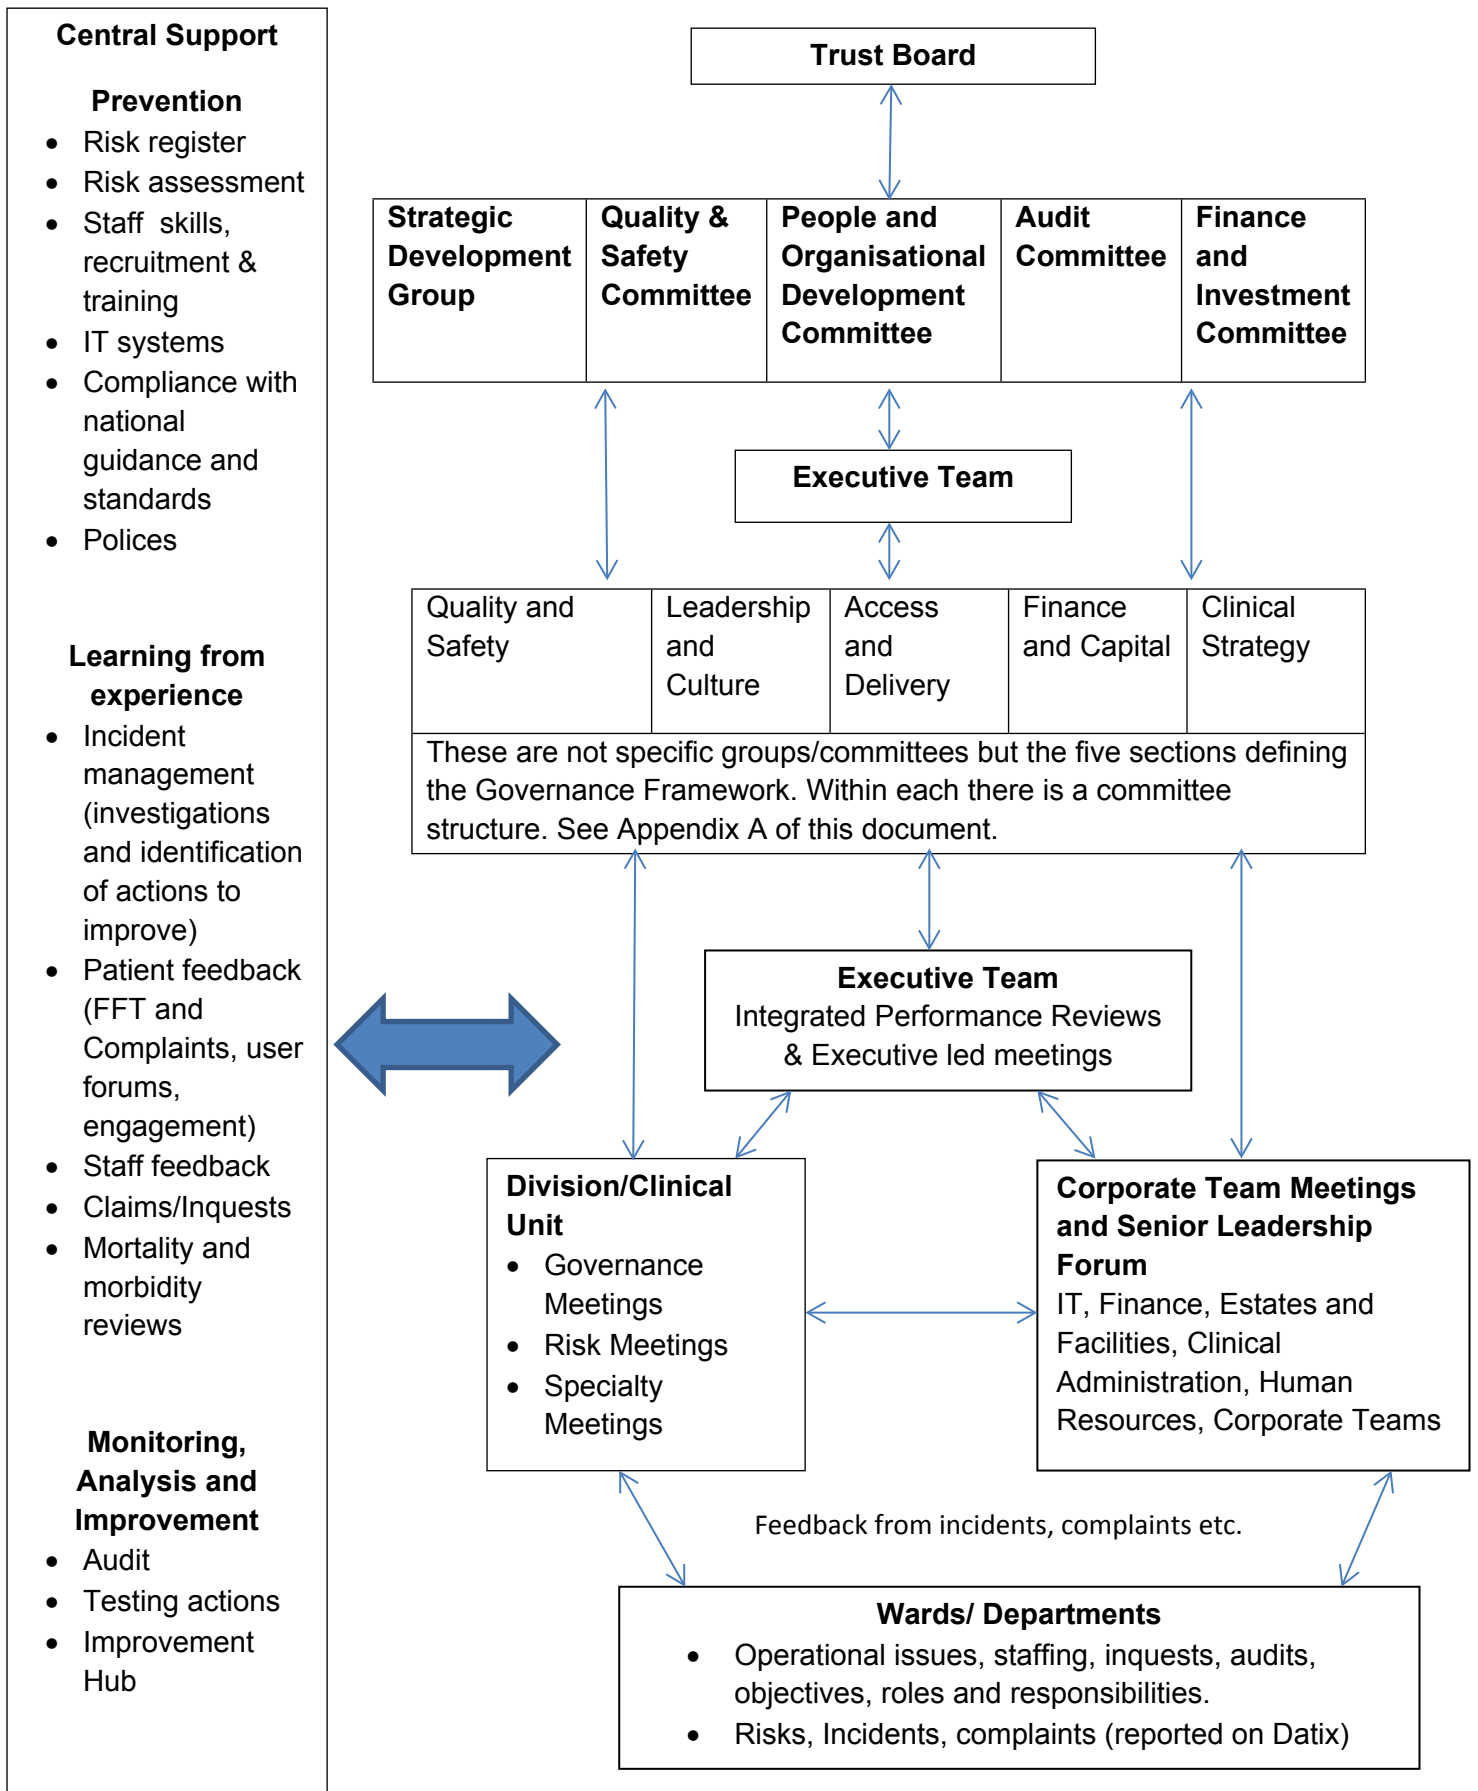 Central Support
Prevention
• Risk register
• Risk assessment
• Staff  skills,
recruitment &
training
• IT systems
• Compliance with
national
guidance and
standards
• Polices
Learning from
experience
• Incident
management
(investigations
and identification
of actions to
improve)
• Patient feedback
(FFT and
Complaints, user
forums,
engagement)
• Staff feedback
• Claims/Inquests
• Mortality and
morbidity
reviews
Monitoring,
Analysis and
Improvement
• Audit
• Testing actions
• Improvement
Hub
Trust Board
Strategic
Development
Group
Quality &
Safety
Committee
People and
Organisational
Development
Committee
Audit
Committee
Finance
and
Investment
Committee
Executive Team
Quality and
Safety
Leadership
and
Culture
Access
and
Delivery
Finance
and Capital
Clinical
Strategy
These are not specific groups/committees but the five sections defining
the Governance Framework. Within each there is a committee
structure. See Appendix A of this document.
Executive Team
Integrated Performance Reviews
& Executive led meetings
Division/Clinical
Unit
• Governance
Meetings
• Risk Meetings
• Specialty
Meetings
Corporate Team Meetings
and Senior Leadership
Forum
IT, Finance, Estates and
Facilities, Clinical
Administration, Human
Resources, Corporate Teams
Feedback from incidents, complaints etc.
Wards/ Departments
• Operational issues, staffing, inquests, audits,
objectives, roles and responsibilities.
• Risks, Incidents, complaints (reported on Datix)